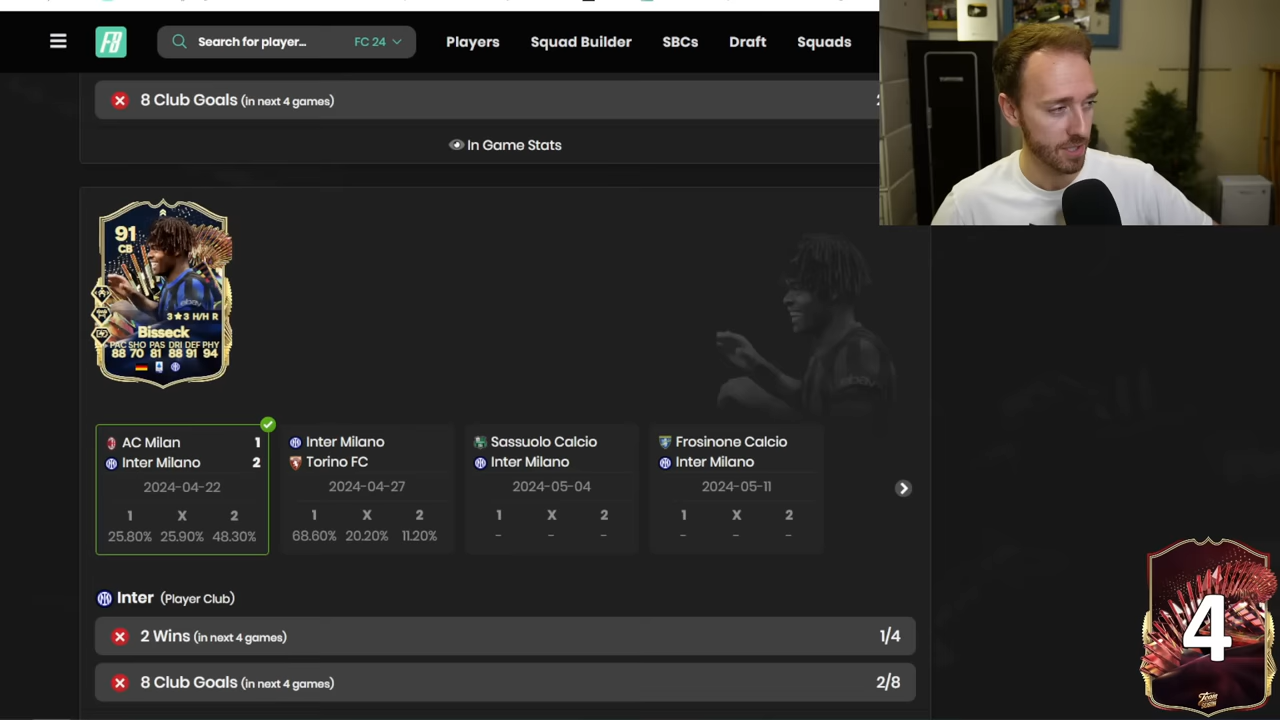 FB
Search for player...
FC 24
Players
Squad Builder
SBCs
Draft
Squads
8 Club Goals (in next 4 games)
In Game Stats
91
CB
3★3 H/H R
Bisseck
PAC SHO PAS DRI DEF PHY
88 70 81 88 91 94
AC Milan 1
Inter Milano 2
2024-04-22
1 X 2
25.80% 25.90% 48.30%
Inter Milano
Torino FC
2024-04-27
1 X 2
68.60% 20.20% 11.20%
Sassuolo Calcio
Inter Milano
2024-05-04
1 X 2
- - -
Frosinone Calcio
Inter Milano
2024-05-11
1 X 2
- - -
Inter (Player Club)
2 Wins (in next 4 games) 1/4
8 Club Goals (in next 4 games) 2/8
4